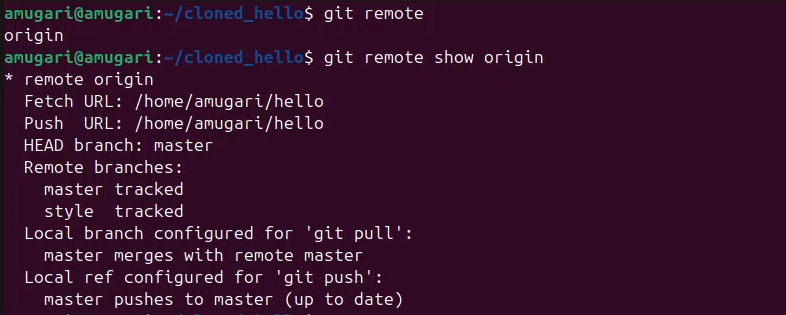 amugari@amugari:~/cloned_hello$ git remote
origin
amugari@amugari:~/cloned_hello$ git remote show origin
* remote origin
  Fetch URL: /home/amugari/hello
  Push  URL: /home/amugari/hello
  HEAD branch: master
  Remote branches:
    master tracked
    style  tracked
  Local branch configured for 'git pull':
    master merges with remote master
  Local ref configured for 'git push':
    master pushes to master (up to date)